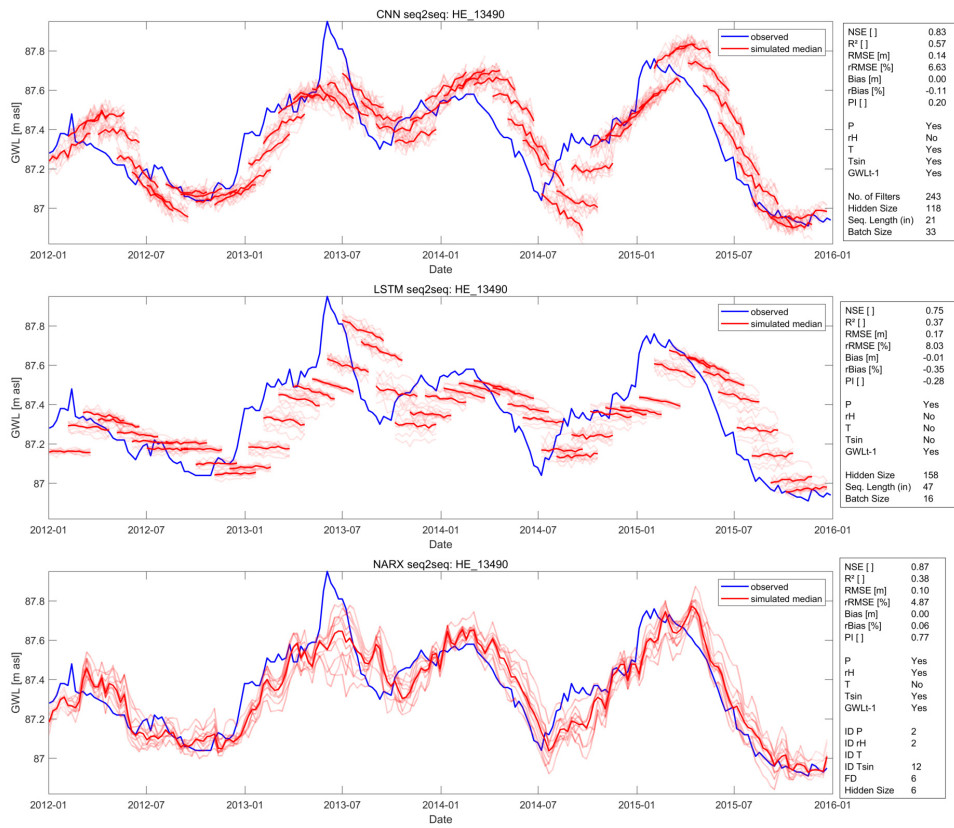 CNN seq2seq: HE_13490
observed
simulated median
GWL [m asl]
87.8
87.6
87.4
87.2
87
2012-01 2012-07 2013-01 2013-07 2014-01 2014-07 2015-01 2015-07 2016-01
Date
NSE [ ] 0.83
R² [ ] 0.57
RMSE [m] 0.14
rRMSE [%] 6.63
Bias [m] 0.00
rBias [%] -0.11
PI [ ] 0.20
P Yes
rH No
T Yes
Tsin Yes
GWLt-1 Yes
No. of Filters 243
Hidden Size 118
Seq. Length (in) 21
Batch Size 33
LSTM seq2seq: HE_13490
observed
simulated median
GWL [m asl]
87.8
87.6
87.4
87.2
87
2012-01 2012-07 2013-01 2013-07 2014-01 2014-07 2015-01 2015-07 2016-01
Date
NSE [ ] 0.75
R² [ ] 0.37
RMSE [m] 0.17
rRMSE [%] 8.03
Bias [m] -0.01
rBias [%] -0.35
PI [ ] -0.28
P Yes
rH No
T No
Tsin No
GWLt-1 Yes
Hidden Size 158
Seq. Length (in) 47
Batch Size 16
NARX seq2seq: HE_13490
observed
simulated median
GWL [m asl]
87.8
87.6
87.4
87.2
87
2012-01 2012-07 2013-01 2013-07 2014-01 2014-07 2015-01 2015-07 2016-01
Date
NSE [ ] 0.87
R² [ ] 0.38
RMSE [m] 0.10
rRMSE [%] 4.87
Bias [m] 0.00
rBias [%] 0.06
PI [ ] 0.77
P Yes
rH Yes
T No
Tsin Yes
GWLt-1 Yes
ID P 2
ID rH 2
ID T
ID Tsin 12
FD 6
Hidden Size 6